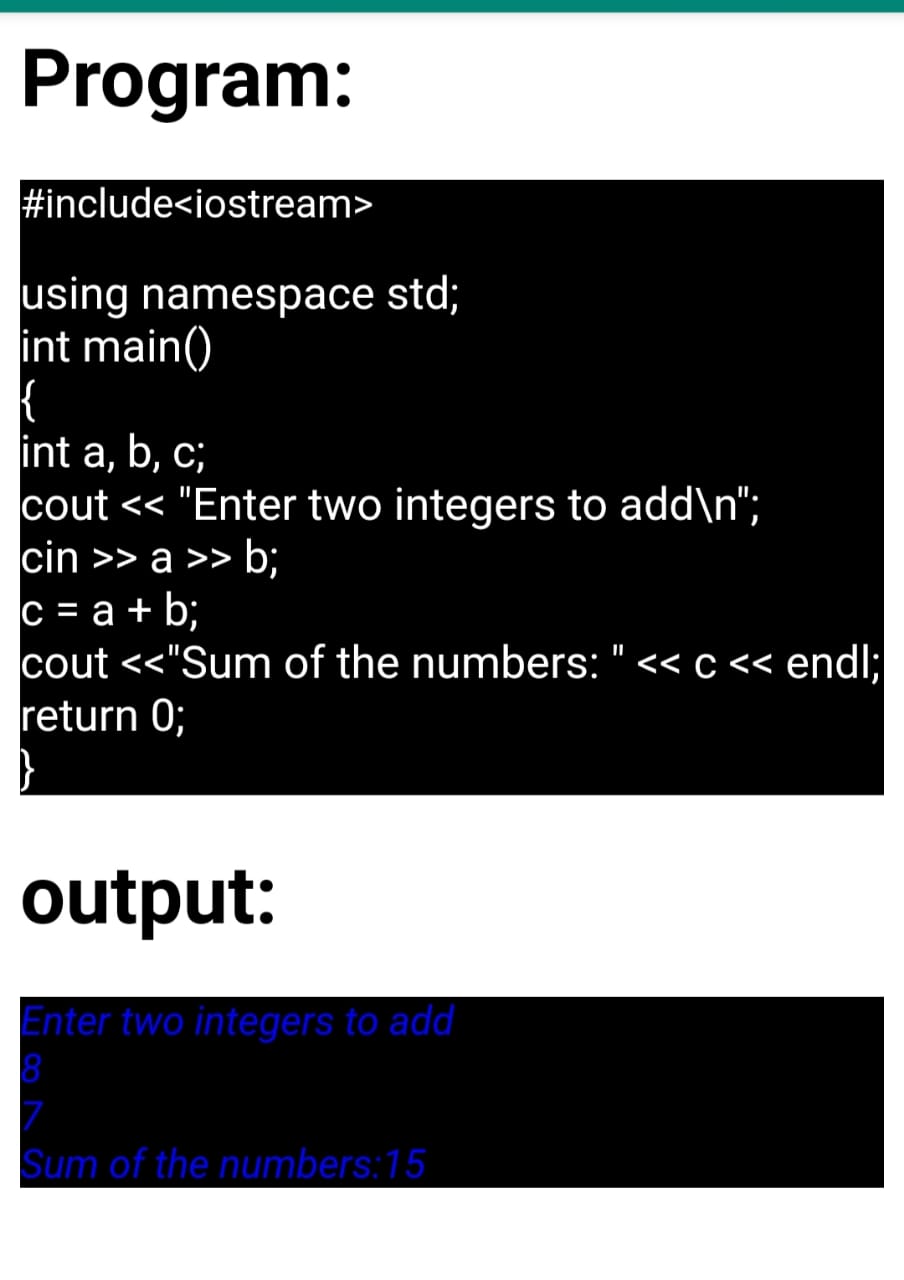 Program:
#include<iostream>
using namespace std;
int main()
{
int a, b, c;
cout << "Enter two integers to add\n";
cin >> a >> b;
c = a + b;
cout <<"Sum of the numbers: " << c << endl;
return 0;
}
output:
Enter two integers to add
8
7
Sum of the numbers:15